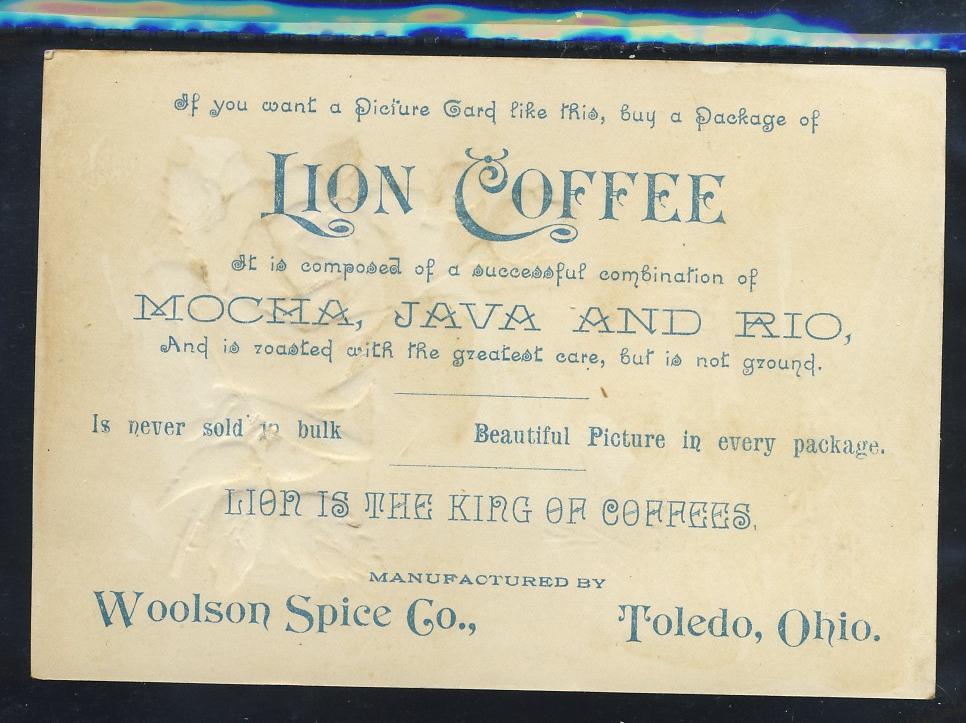 If you want a Picture Card like this, buy a Package of
LION COFFEE
It is composed of a successful combination of
MOCHA, JAVA AND RIO,
And is roasted with the greatest care, but is not ground.
Is never sold in bulk
Beautiful Picture in every package.
LION IS THE KING OF COFFEES.
MANUFACTURED BY
Woolson Spice Co., Toledo, Ohio.